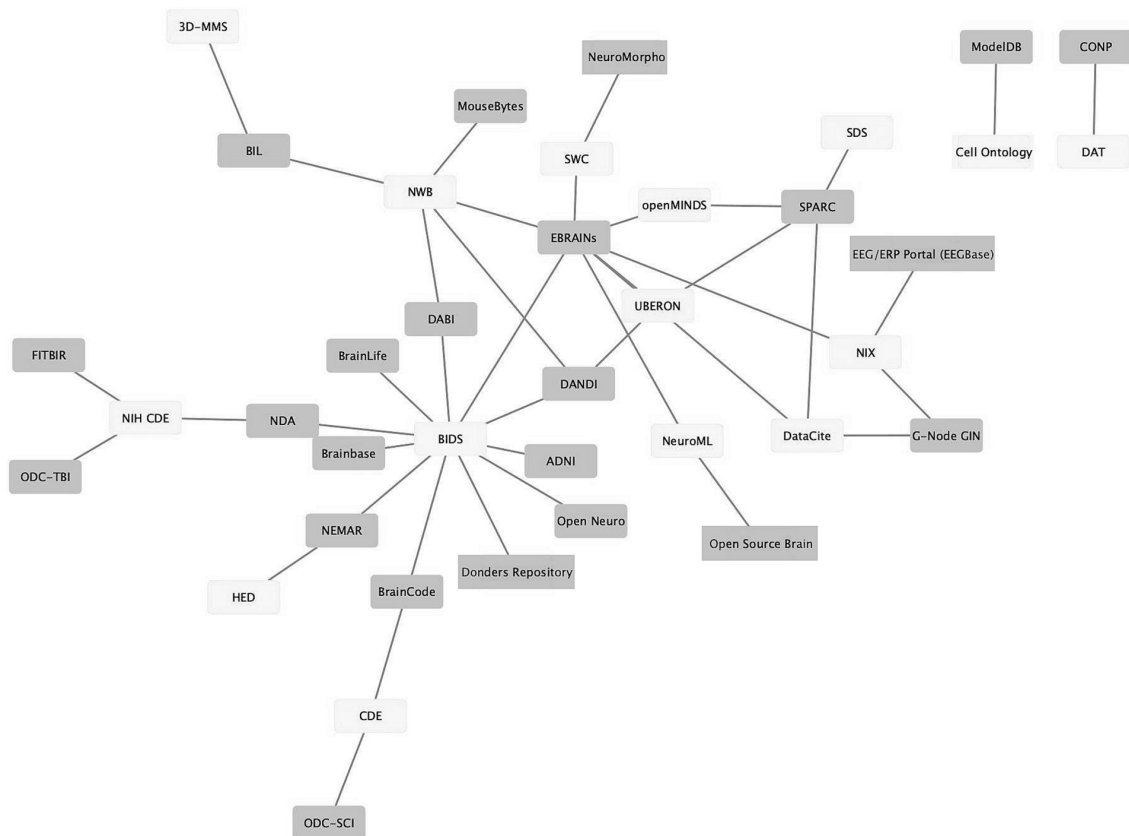 3D-MMS
ModelDB
CONP
NeuroMorpho
MouseBytes
SDS
BIL
SWC
Cell Ontology
DAT
NWB
openMINDS
SPARC
EBRAINs
EEG/ERP Portal (EEGBase)
UBERON
DABI
FITBIR
BrainLife
NIX
DANDI
NIH CDE
NDA
BIDS
NeuroML
DataCite
G-Node GIN
Brainbase
ADNI
ODC-TBI
Open Neuro
NEMAR
Open Source Brain
Donders Repository
HED
BrainCode
CDE
ODC-SCI